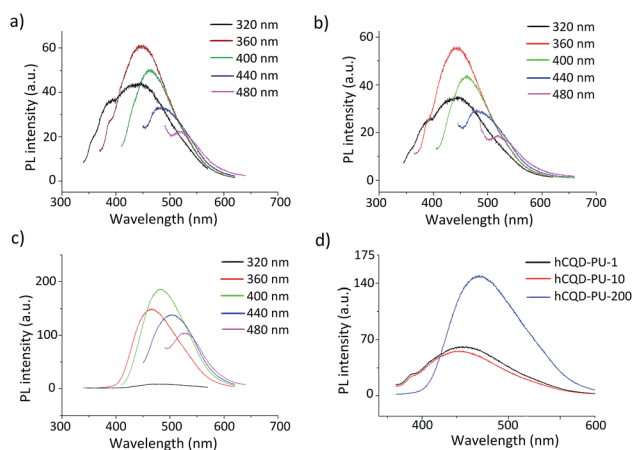 a)
320 nm
360 nm
400 nm
440 nm
480 nm
PL intensity (a.u.)
60
40
20
0
300 400 500 600 700
Wavelength (nm)
b)
320 nm
360 nm
400 nm
440 nm
480 nm
PL intensity (a.u.)
60
30
0
300 400 500 600 700
Wavelength (nm)
c)
320 nm
360 nm
400 nm
440 nm
480 nm
PL intensity (a.u.)
200
100
0
300 400 500 600 700
Wavelength (nm)
d)
hCQD-PU-1
hCQD-PU-10
hCQD-PU-200
PL intensity (a.u.)
175
140
70
0
400 500 600
Wavelength (nm)